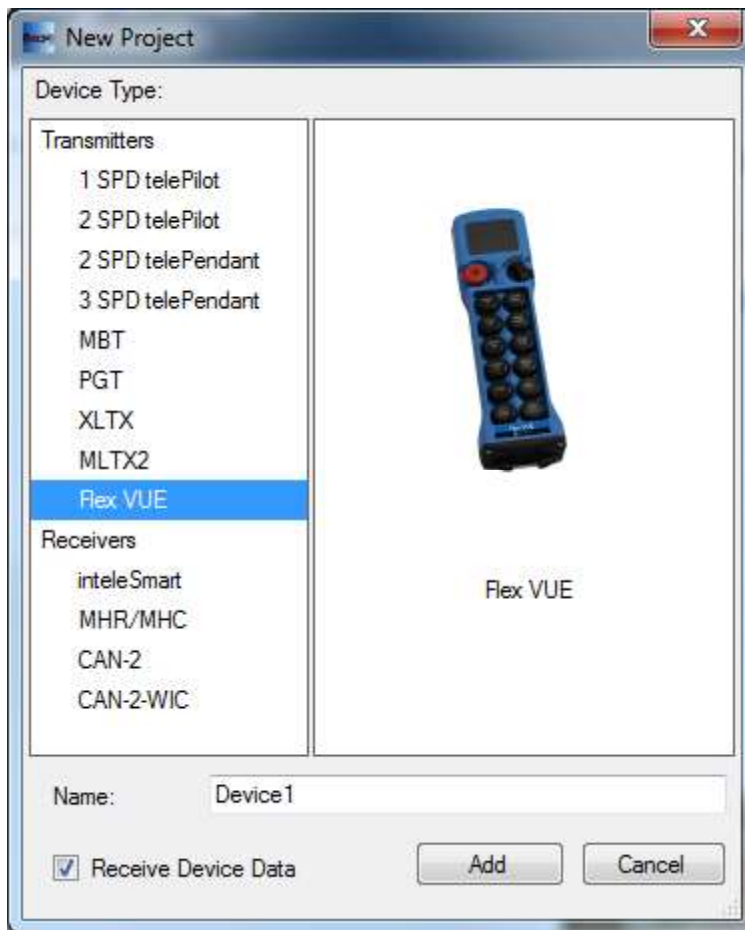 New Project
Device Type:
Transmitters
1 SPD telePilot
2 SPD telePilot
2 SPD telePendant
3 SPD telePendant
MBT
PGT
XLTX
MLTX2
Flex VUE
Receivers
inteleSmart
MHR/MHC
CAN-2
CAN-2-WIC
Flex VUE
Name:
Device1
Receive Device Data
Add
Cancel